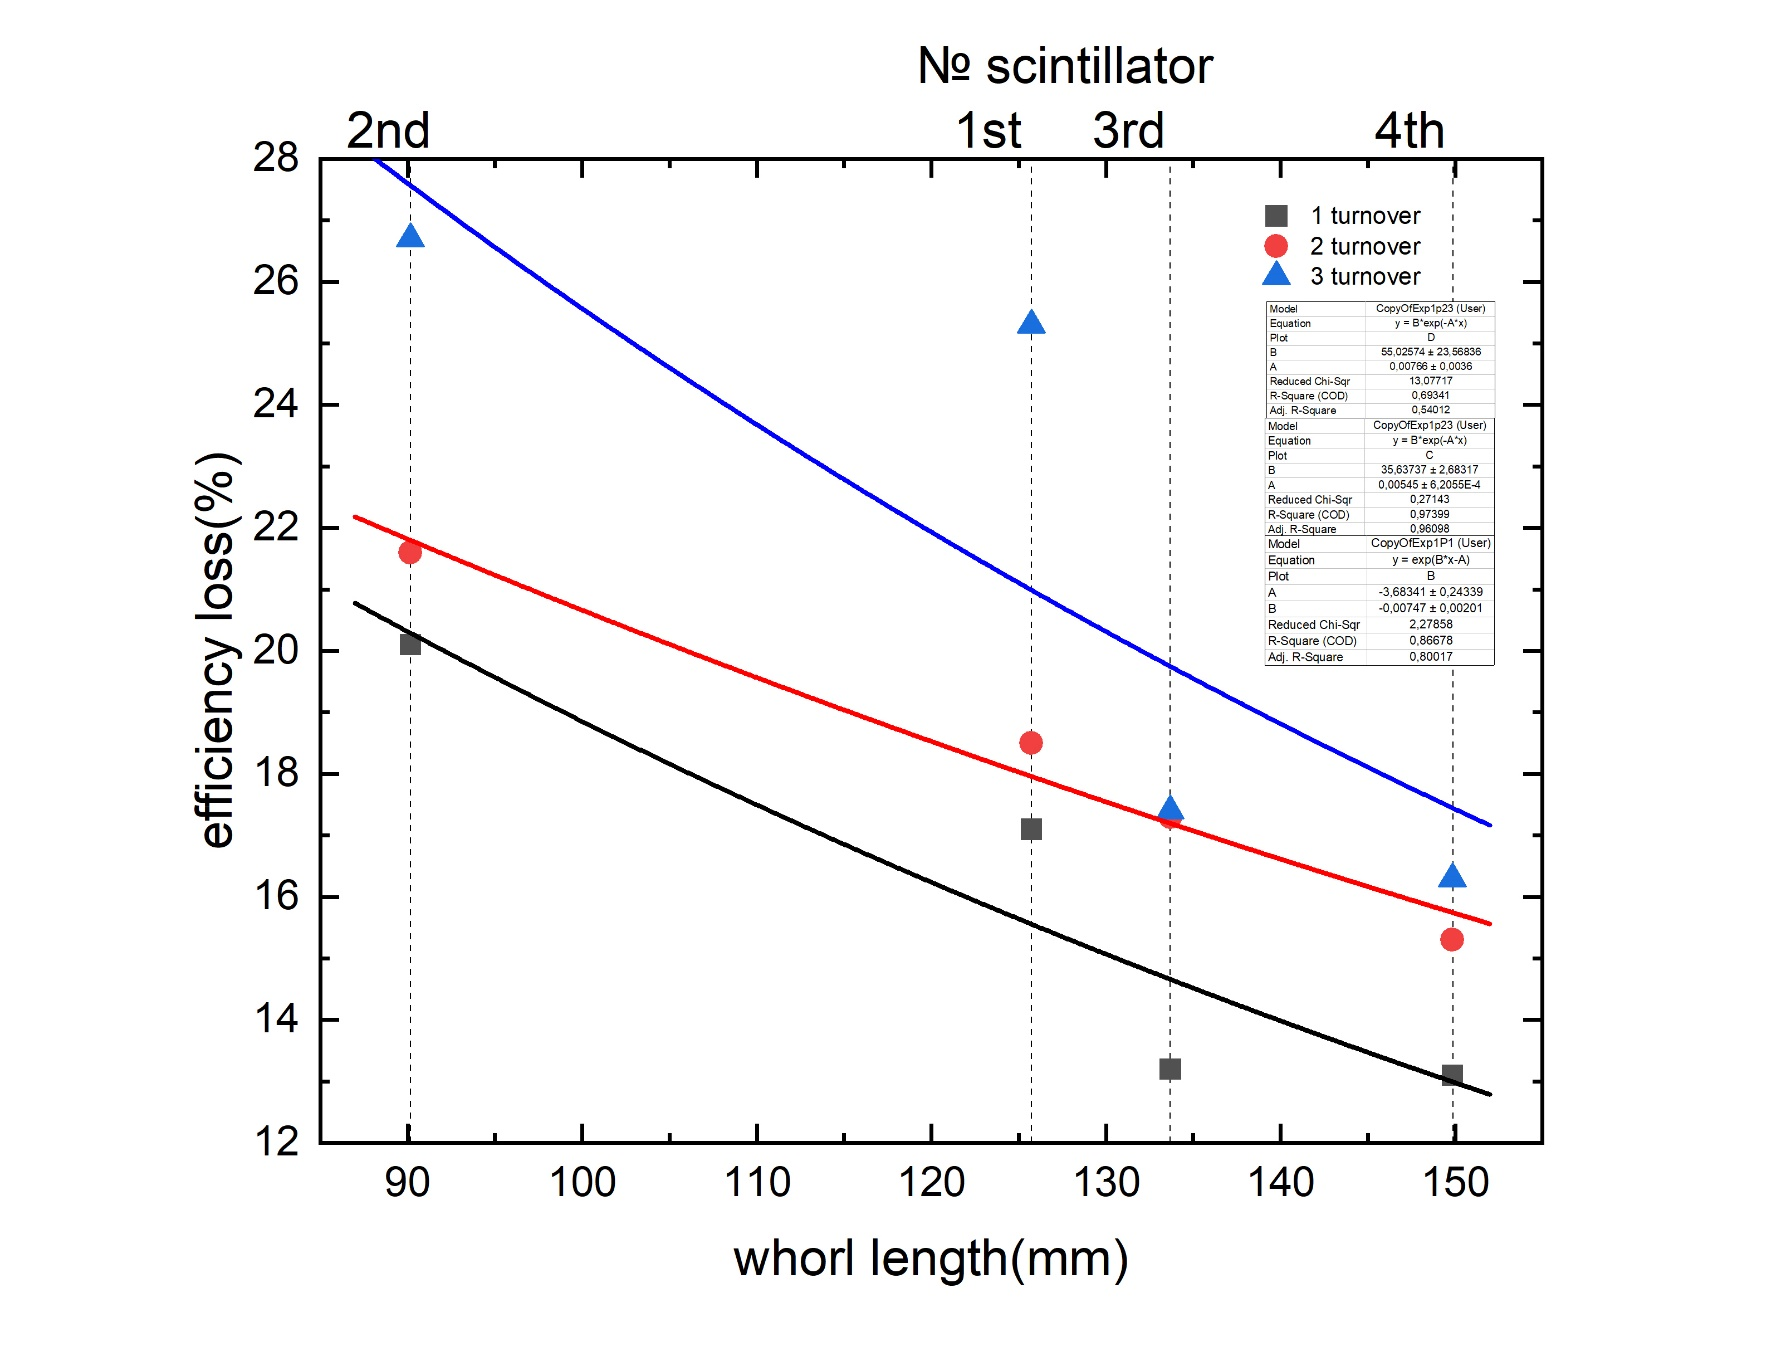 № scintillator
2nd 1st 3rd 4th
28
26
24
22
20
18
16
14
12
efficiency loss(%)
1 turnover
2 turnover
3 turnover
Model CopyOfExp1p23 (User)
Equation y = B*exp(-A*x)
Plot D
B 55,02574 ± 23,56836
A 0,00766 ± 0,0036
Reduced Chi-Sqr 13,07717
R-Square (COD) 0,69341
Adj. R-Square 0,54012
Model CopyOfExp1p23 (User)
Equation y = B*exp(-A*x)
Plot C
B 35,63737 ± 2,68317
A 0,00545 ± 6,2055E-4
Reduced Chi-Sqr 0,27143
R-Square (COD) 0,97399
Adj. R-Square 0,96098
Model CopyOfExp1P1 (User)
Equation y = exp(B*x-A)
Plot B
A -3,68341 ± 0,24339
B -0,00747 ± 0,00201
Reduced Chi-Sqr 2,27858
R-Square (COD) 0,86678
Adj. R-Square 0,80017
90 100 110 120 130 140 150
whorl length(mm)